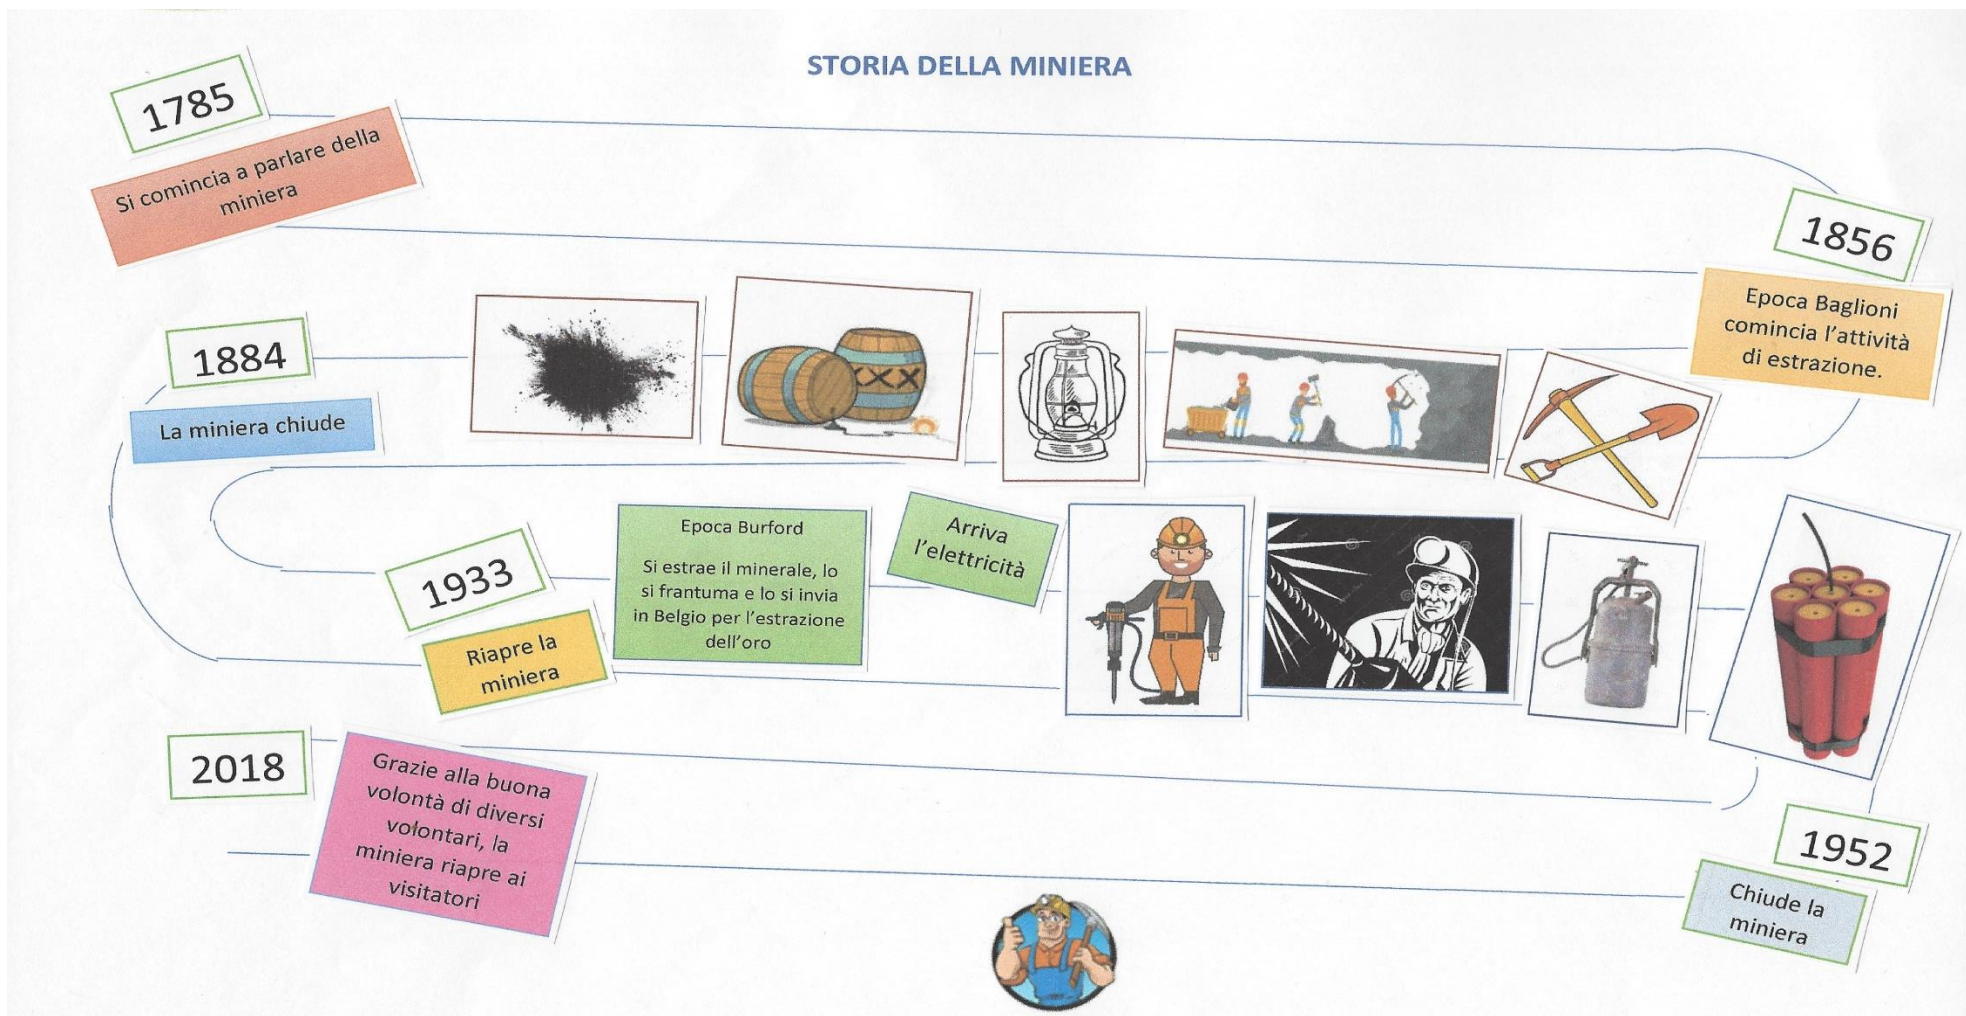 STORIA DELLA MINIERA
1785
Si comincia a parlare della
miniera
1856
Epoca Baglioni
comincia l'attività
di estrazione.
1884
La miniera chiude
XXX
1933
Riapre la
miniera
Epoca Burford
Si estrae il minerale, lo
si frantuma e lo si invia
in Belgio per l'estrazione
dell'oro
Arriva
l'elettricità
1952
Chiude la
miniera
2018
Grazie alla buona
volontà di diversi
volontari, la
miniera riapre ai
visitatori